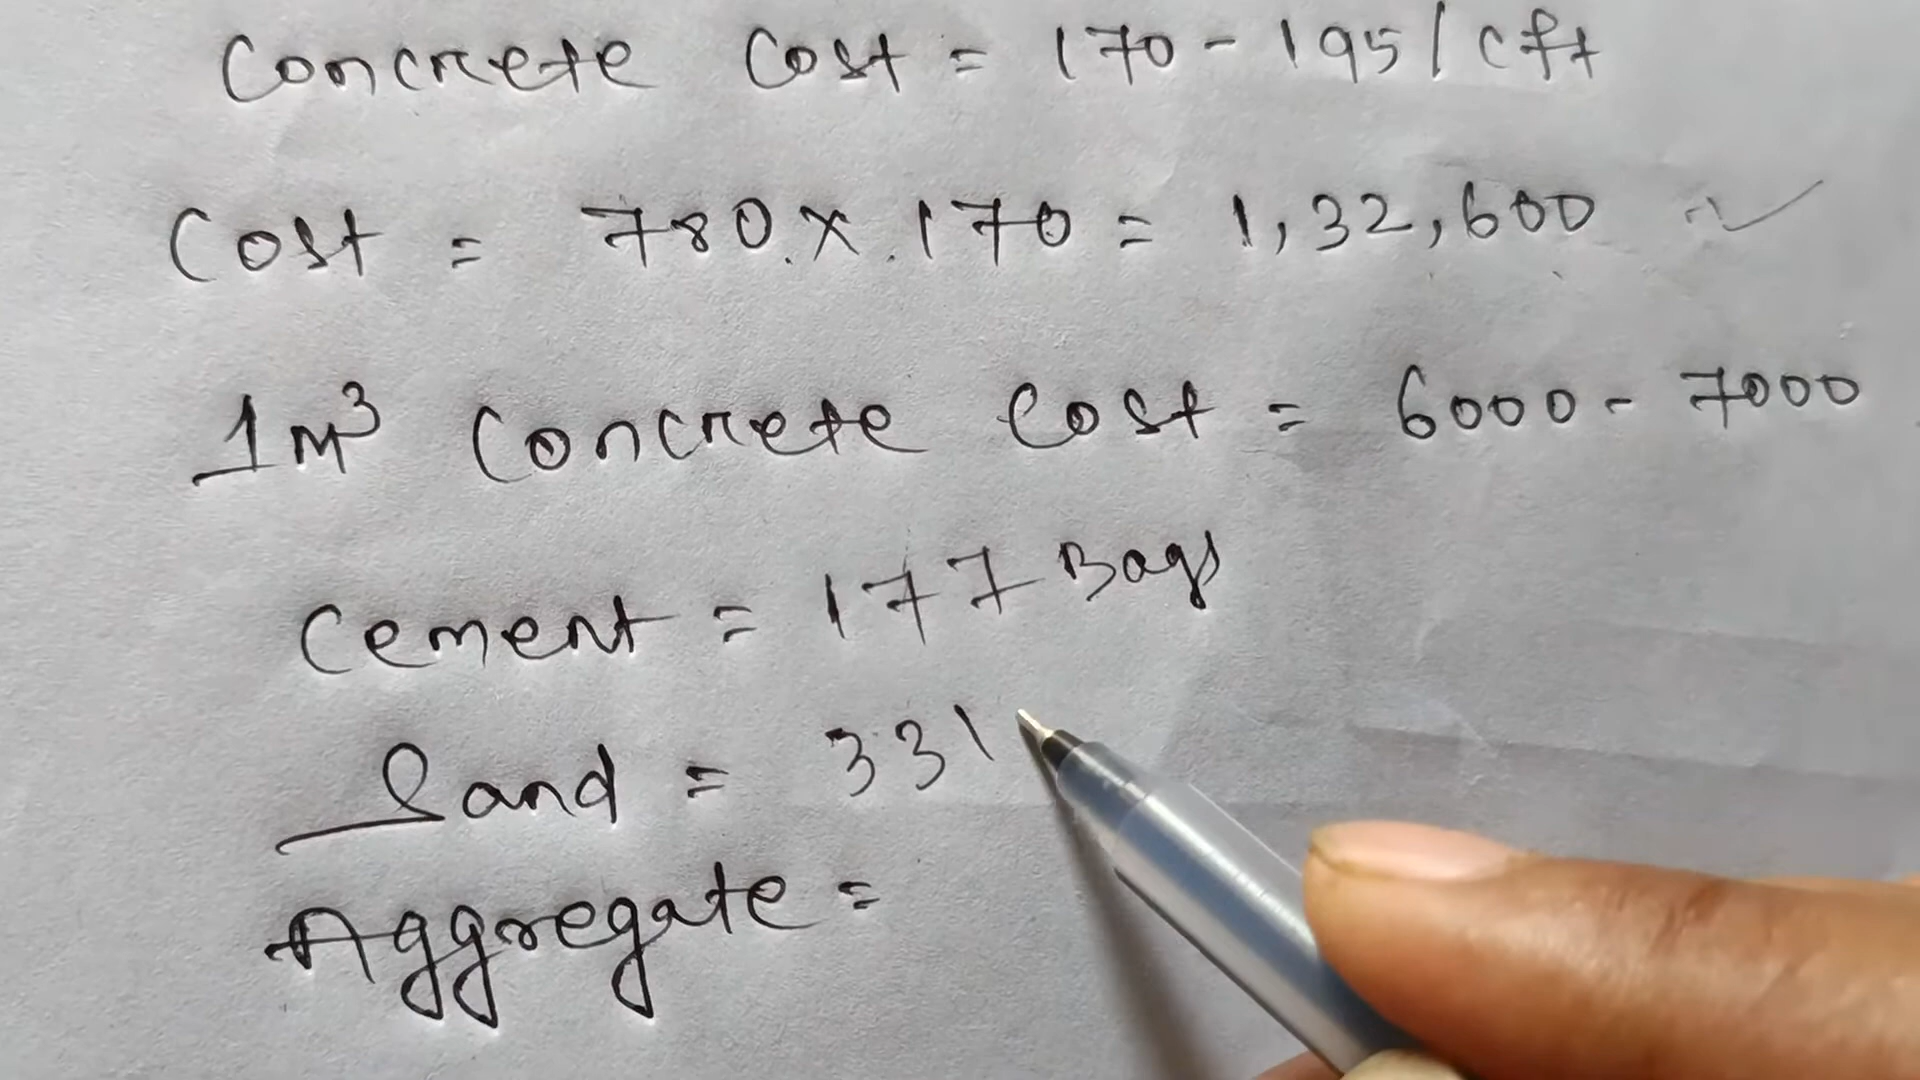 Concrete Cost = 170 - 195/cft
Cost = 780 x 170 = 1,32,600
1m³ Concrete Cost = 6000 - 7000
Cement = 177 Bags
Sand = 331
Aggregate =